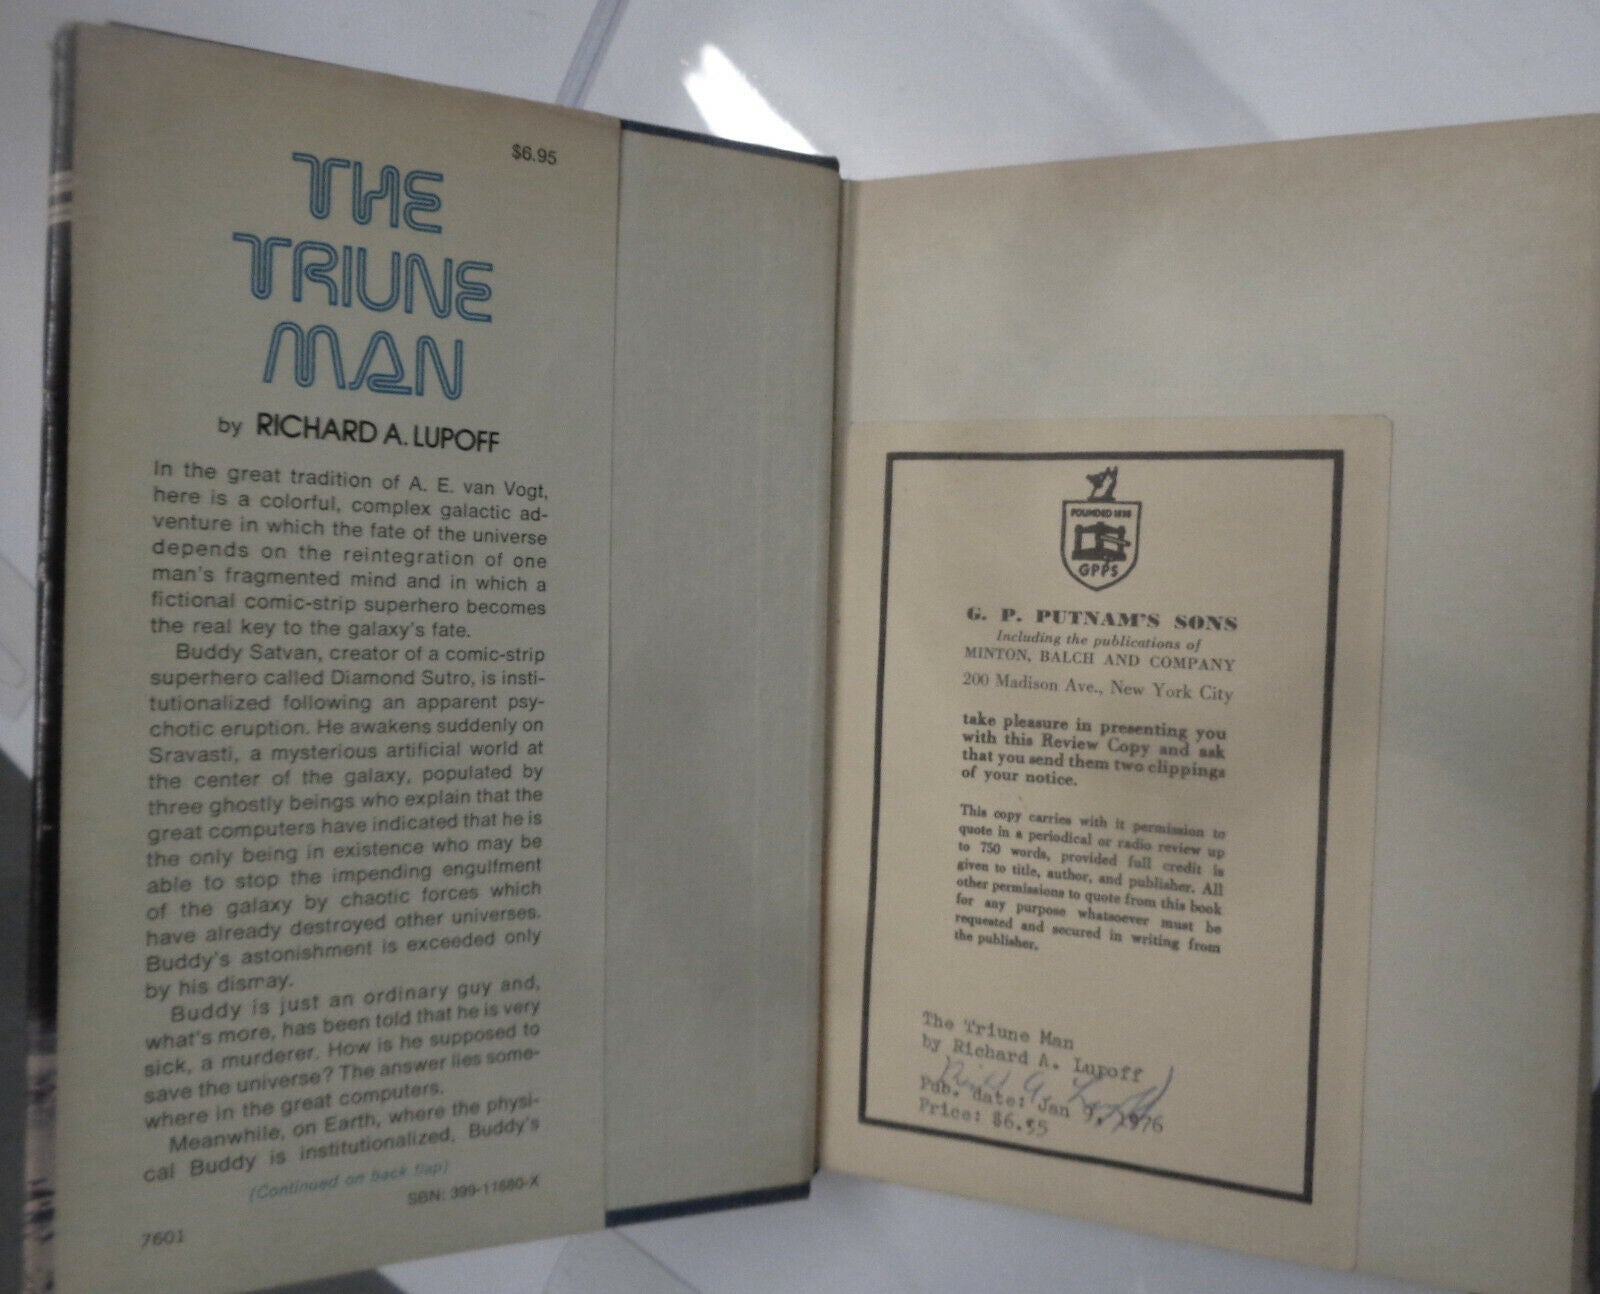 $6.95
THE
TRIUNE
MAN
by RICHARD A. LUPOFF
In the great tradition of A. E. van Vogt,
here is a colorful, complex galactic ad-
venture in which the fate of the universe
depends on the reintegration of one
man's fragmented mind and in which a
fictional comic-strip superhero becomes
the real key to the galaxy's fate.
Buddy Satvan, creator of a comic-strip
superhero called Diamond Sutro, is insti-
tutionalized following an apparent psy-
chotic eruption. He awakens suddenly on
Sravasti, a mysterious artificial world at
the center of the galaxy, populated by
three ghostly beings who explain that the
great computers have indicated that he is
the only being in existence who may be
able to stop the impending engulfment
of the galaxy by chaotic forces which
have already destroyed other universes.
Buddy's astonishment is exceeded only
by his dismay.
Buddy is just an ordinary guy and,
what's more, has been told that he is very
sick, a murderer. How is he supposed to
save the universe? The answer lies some-
where in the great computers.
Meanwhile, on Earth, where the physi-
cal Buddy is institutionalized, Buddy's
(Continued on back flap)
SBN: 399-11680-X
7601
FOUNDED 1838
GPPS
G. P. PUTNAM'S SONS
Including the publications of
MINTON, BALCH AND COMPANY
200 Madison Ave., New York City
take pleasure in presenting you
with this Review Copy and ask
that you send them two clippings
of your notice.
This copy carries with it permission to
quote in a periodical or radio review up
to 750 words, provided full credit is
given to title, author, and publisher. All
other permissions to quote from this book
for any purpose whatsoever must be
requested and secured in writing from
the publisher.
The Triune Man
by Richard A. Lupoff
Pub. date: Jan 9, 1976
Price: $6.